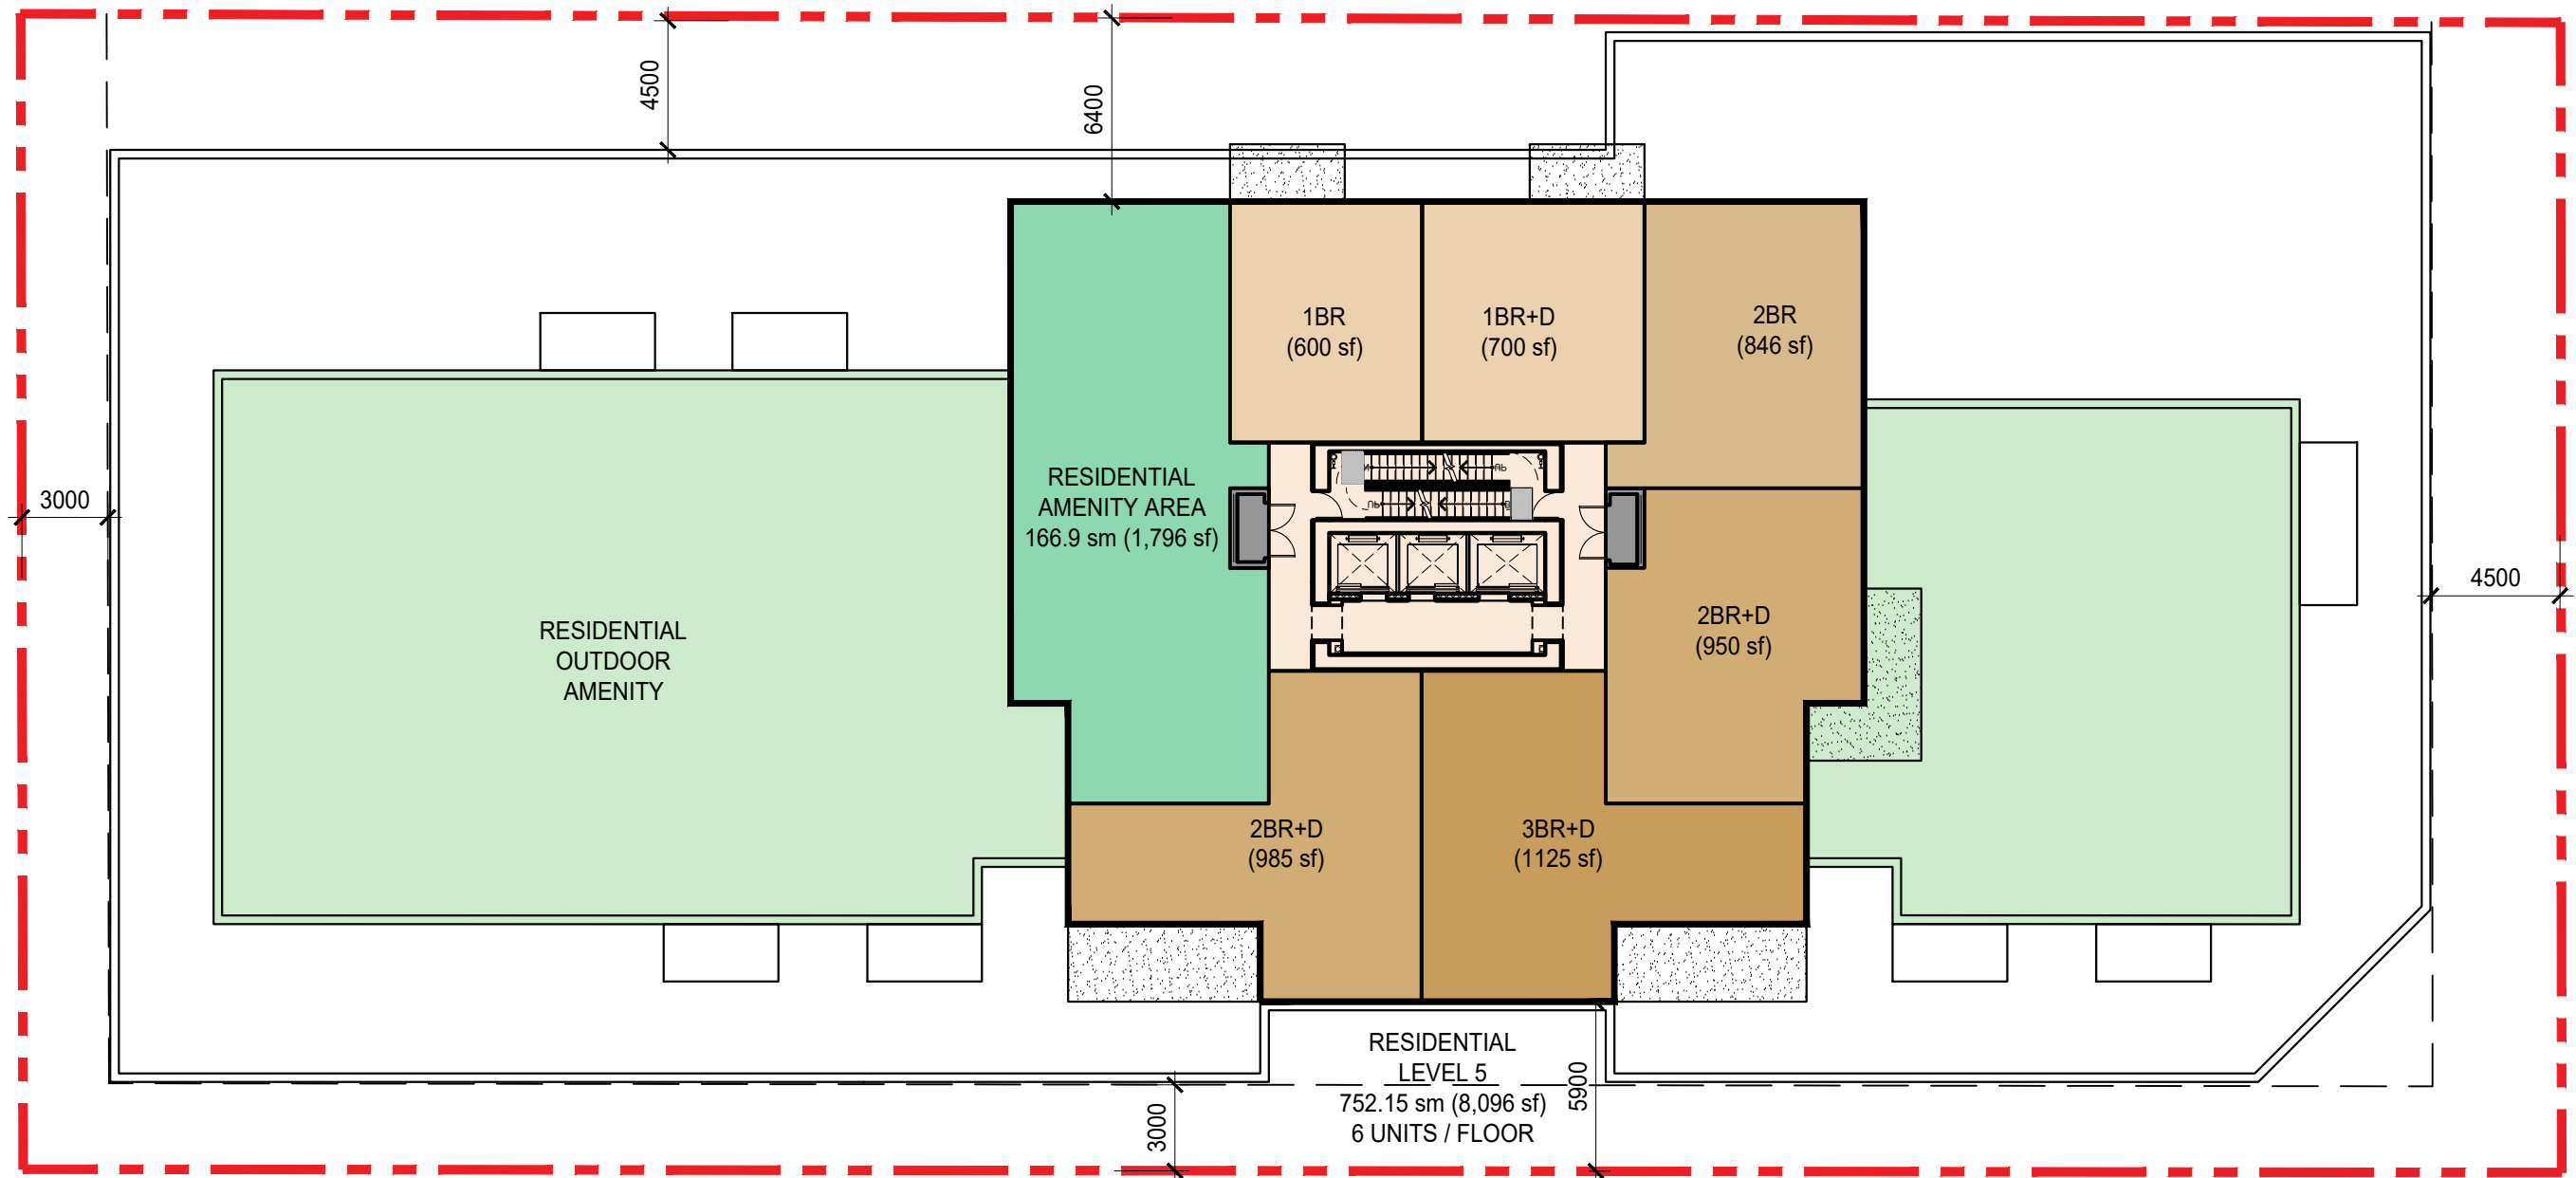 4500
6400
1BR
(600 sf)
1BR+D
(700 sf)
2BR
(846 sf)
RESIDENTIAL
AMENITY AREA
166.9 sm (1,796 sf)
UP
UP
3000
4500
RESIDENTIAL
OUTDOOR
AMENITY
2BR+D
(950 sf)
2BR+D
(985 sf)
3BR+D
(1125 sf)
RESIDENTIAL
LEVEL 5
752.15 sm (8,096 sf)
6 UNITS / FLOOR
5900
3000